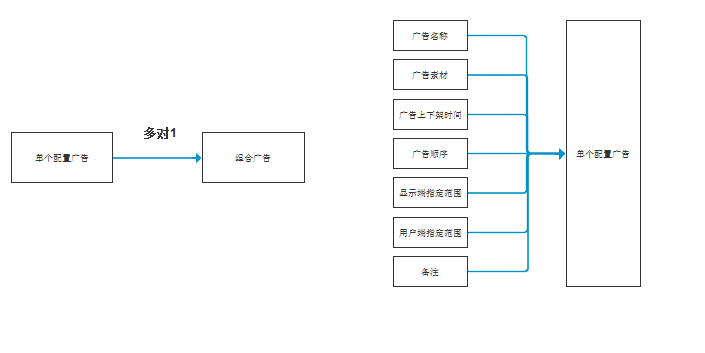 多对1
单个配置广告
组合广告
广告名称
广告素材
广告上下架时间
广告顺序
显示端指定范围
用户端指定范围
备注
单个配置广告